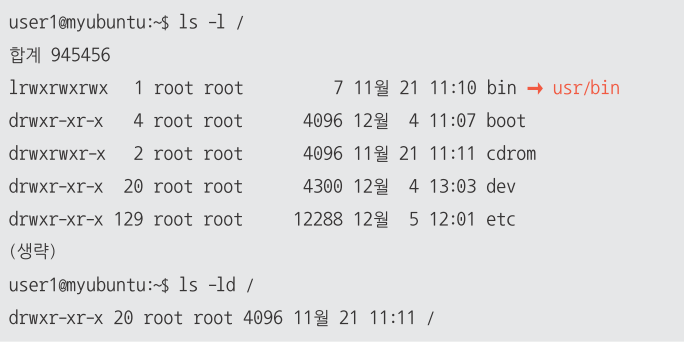 user1@myubuntu:~$ ls -l /
합계 945456
lrwxrwxrwx   1 root root         7 11월 21 11:10 bin → usr/bin
drwxr-xr-x   4 root root      4096 12월  4 11:07 boot
drwxrwxr-x   2 root root      4096 11월 21 11:11 cdrom
drwxr-xr-x  20 root root      4300 12월  4 13:03 dev
drwxr-xr-x 129 root root     12288 12월  5 12:01 etc
(생략)
user1@myubuntu:~$ ls -ld /
drwxr-xr-x 20 root root 4096 11월 21 11:11 /